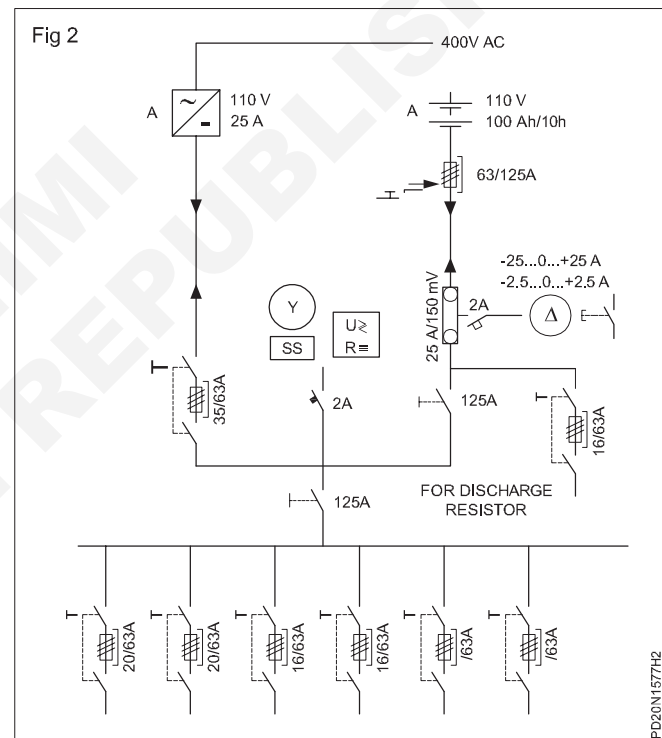 Fig 2
400V AC
A
110 V
25 A
A
110 V
100 Ah/10h
63/125A
-25...0...+25 A
-2.5...0...+2.5 A
25 A/150 mV
2A
Δ
Y
SS
U≷
R≡
35/63A
2A
125A
16/63A
FOR DISCHARGE
RESISTOR
125A
20/63A
20/63A
16/63A
16/63A
/63A
/63A
PD20N1577H2
NIMI
REPUBLIS